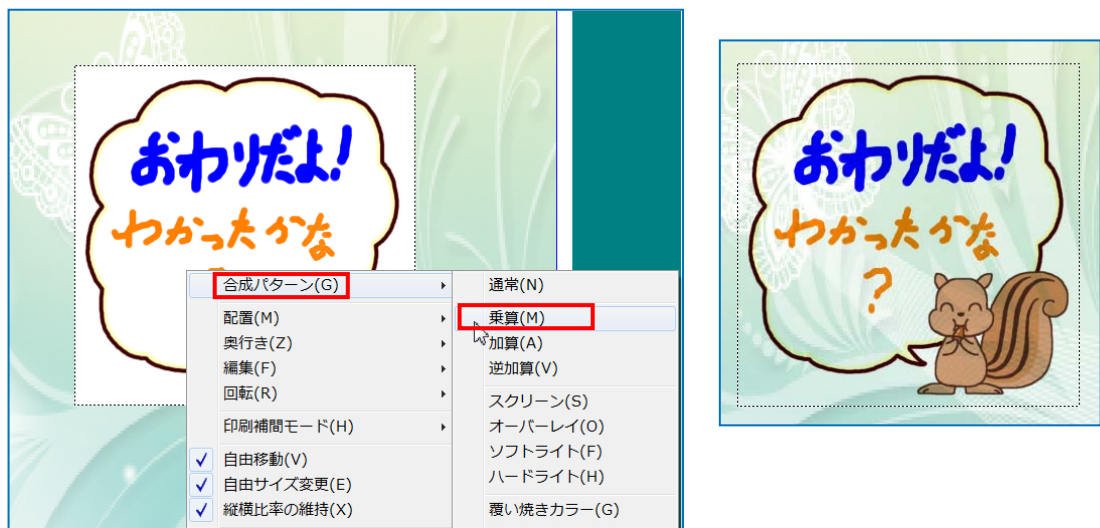 おわりだよ!
わかったかな
合成パターン(G)
配置(M)
奥行き(Z)
編集(F)
回転(R)
印刷補間モード(H)
自由移動(V)
自由サイズ変更(E)
縦横比率の維持(X)
通常(N)
乗算(M)
加算(A)
逆加算(V)
スクリーン(S)
オーバーレイ(O)
ソフトライト(F)
ハードライト(H)
覆い焼きカラー(G)
おわりだよ!
わかったかな
?